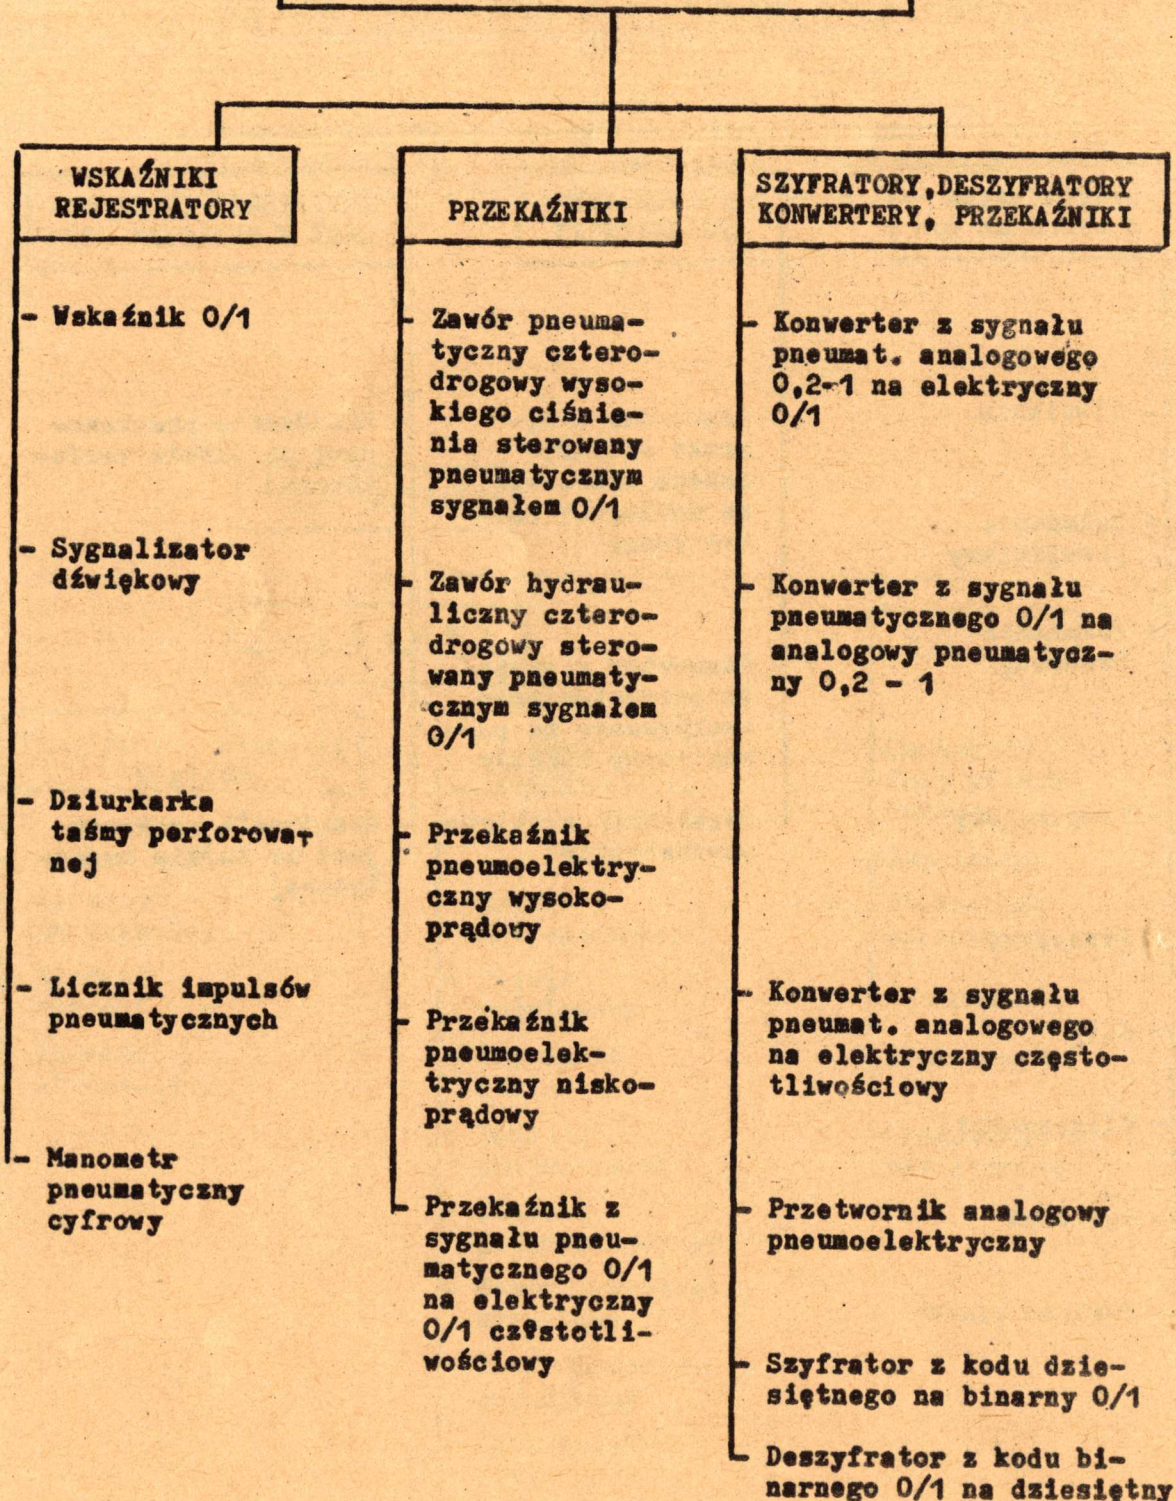 WSKAŹNIKI
REJESTRATORY
- Wskaźnik 0/1
- Sygnalizator
dźwiękowy
- Dziurkarka
taśmy perforowa-
nej
- Licznik impulsów
pneumatycznych
- Manometr
pneumatyczny
cyfrowy
PRZEKAŹNIKI
- Zawór pneuma-
tyczny cztero-
drogowy wyso-
kiego ciśnie-
nia sterowany
pneumatycznym
sygnałem 0/1
- Zawór hydrau-
liczny cztero-
drogowy stero-
wany pneumaty-
cznym sygnałem
0/1
- Przekaźnik
pneumoelektry-
czny wysoko-
prądowy
- Przekaźnik
pneumoelek-
tryczny nisko-
prądowy
- Przekaźnik z
sygnału pneu-
matycznego 0/1
na elektryczny
0/1 częstotli-
wościowy
SZYFRATORY,DESZYFRATORY
KONWERTERY, PRZEKAŹNIKI
- Konwerter z sygnału
pneumat. analogowego
0,2-1 na elektryczny
0/1
- Konwerter z sygnału
pneumatycznego 0/1 na
analogowy pneumatycz-
ny 0,2 - 1
- Konwerter z sygnału
pneumat. analogowego
na elektryczny często-
tliwościowy
- Przetwornik analogowy
pneumoelektryczny
- Szyfrator z kodu dzie-
siętnego na binarny 0/1
- Deszyfrator z kodu bi-
narnego 0/1 na dziesiętny